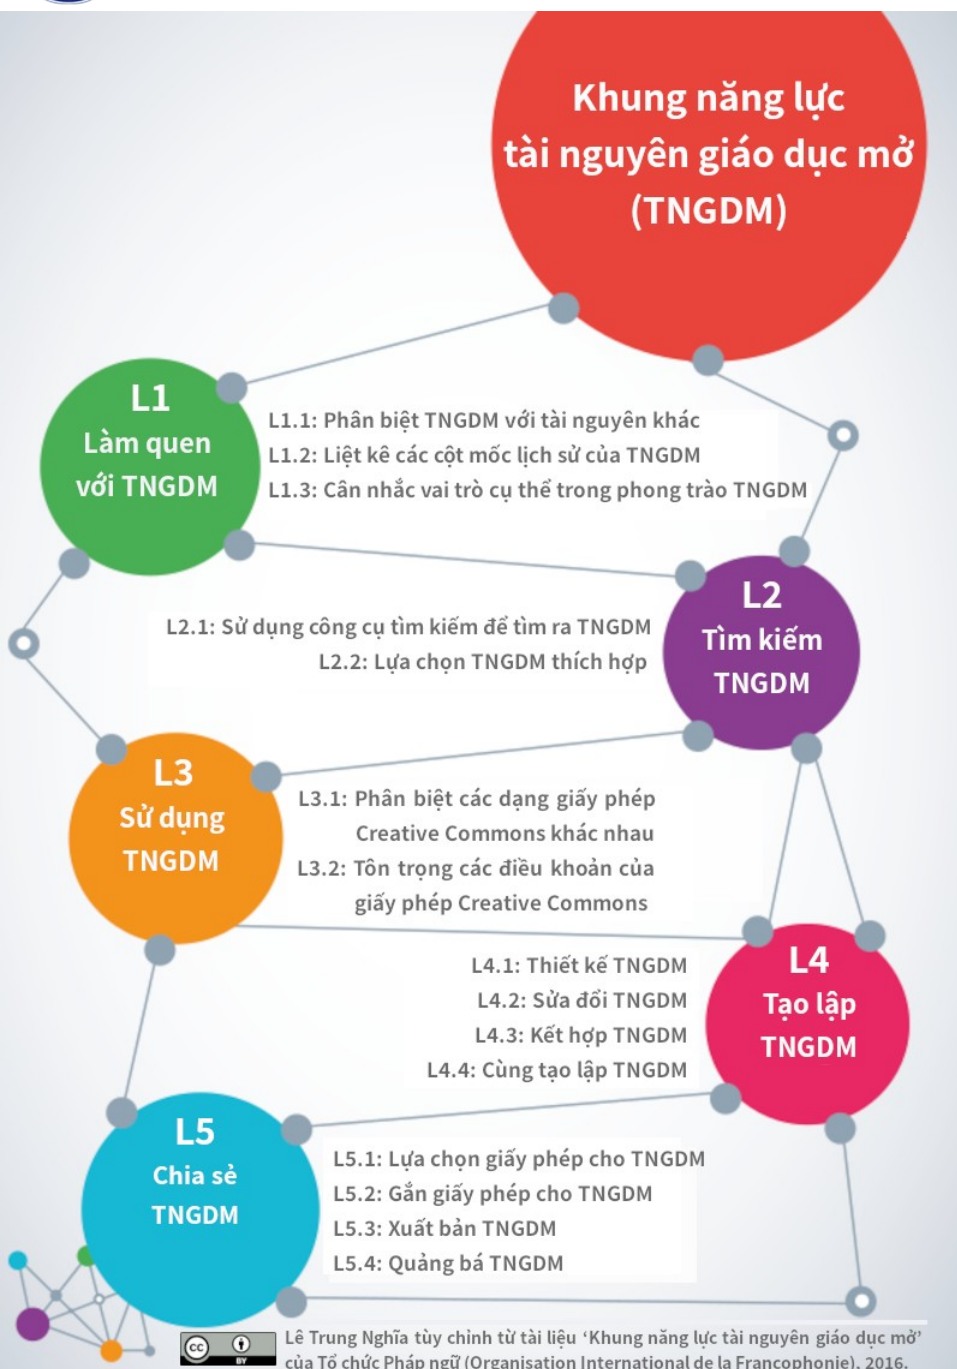 Khung năng lực
tài nguyên giáo dục mở
(TNGDM)
L1
Làm quen
với TNGDM
L1.1: Phân biệt TNGDM với tài nguyên khác
L1.2: Liệt kê các cột mốc lịch sử của TNGDM
L1.3: Cân nhắc vai trò cụ thể trong phong trào TNGDM
L2
Tìm kiếm
TNGDM
L2.1: Sử dụng công cụ tìm kiếm để tìm ra TNGDM
L2.2: Lựa chọn TNGDM thích hợp
L3
Sử dụng
TNGDM
L3.1: Phân biệt các dạng giấy phép
Creative Commons khác nhau
L3.2: Tôn trọng các điều khoản của
giấy phép Creative Commons
L4
Tạo lập
TNGDM
L4.1: Thiết kế TNGDM
L4.2: Sửa đổi TNGDM
L4.3: Kết hợp TNGDM
L4.4: Cùng tạo lập TNGDM
L5
Chia sẻ
TNGDM
L5.1: Lựa chọn giấy phép cho TNGDM
L5.2: Gắn giấy phép cho TNGDM
L5.3: Xuất bản TNGDM
L5.4: Quảng bá TNGDM
cc
BY
Lê Trung Nghĩa tùy chỉnh từ tài liệu ‘Khung năng lực tài nguyên giáo dục mở’
của Tổ chức Pháp ngữ (Organisation International de la Francophonie), 2016.